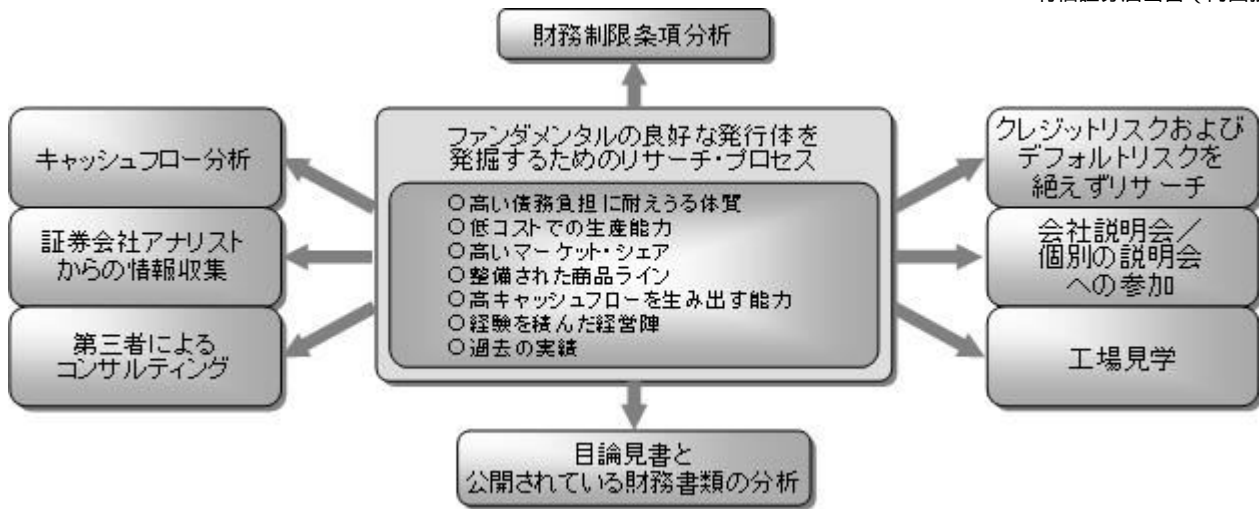 財務制限条項分析
ファンダメンタルの良好な発行体を
発掘するためのリサーチ・プロセス
○高い債務負担に耐えうる体質
○低コストでの生産能力
○高いマーケット・シェア
○整備された商品ライン
○高キャッシュフローを生み出す能力
○経験を積んだ経営陣
○過去の実績
キャッシュフロー分析
証券会社アナリスト
からの情報収集
第三者による
コンサルティング
クレジットリスクおよび
デフォルトリスクを
絶えずリサーチ
会社説明会／
個別の説明会
への参加
工場見学
目論見書と
公開されている財務書類の分析